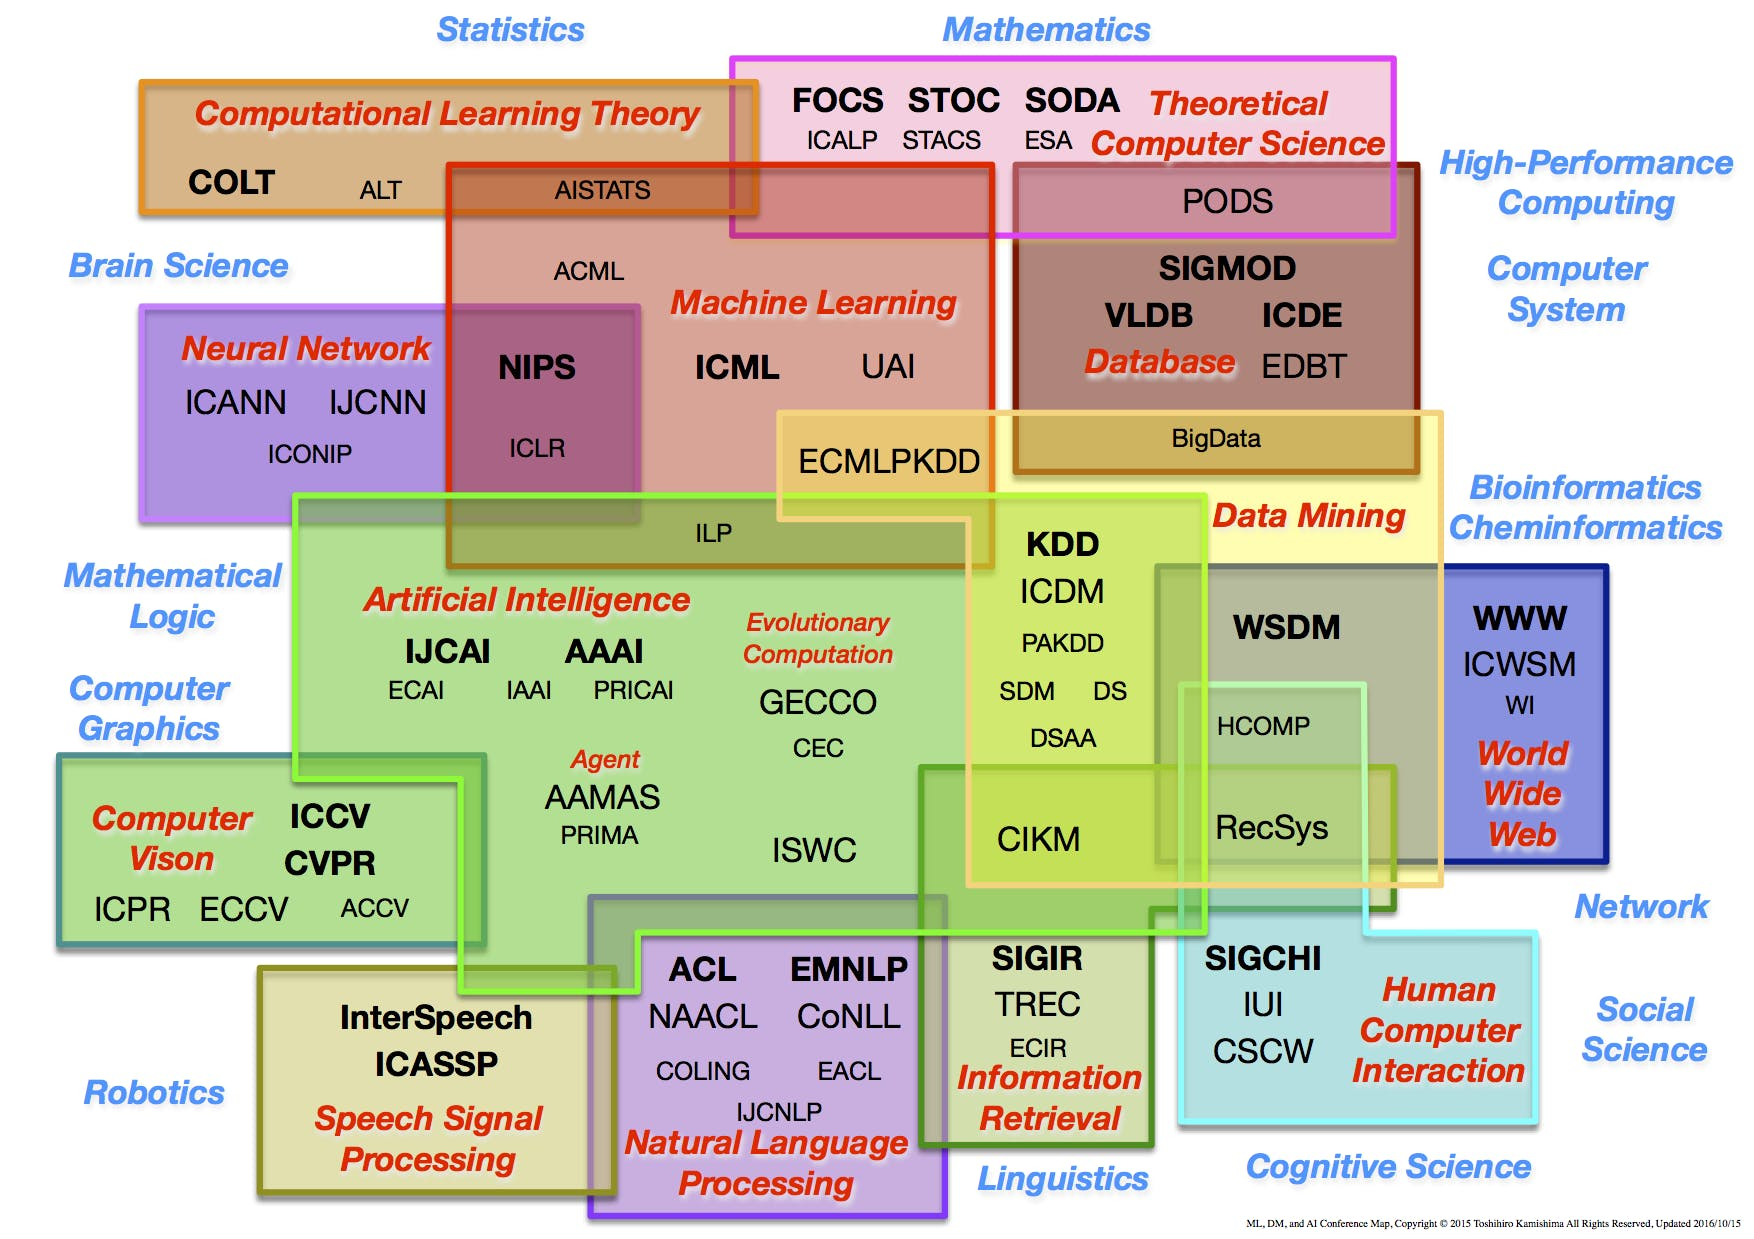 Statistics
Mathematics
Computational Learning Theory
COLT ALT AISTATS
FOCS STOC SODA Theoretical
ICALP STACS ESA Computer Science
PODS
High-Performance
Computing
Computer
System
Brain Science
ACML
Machine Learning
SIGMOD
VLDB ICDE
Database EDBT
BigData
Neural Network
ICANN IJCNN
ICONIP
NIPS
ICLR
ICML UAI
ECMLPKDD
ILP
Data Mining
Bioinformatics
Cheminformatics
Mathematical
Logic
Artificial Intelligence
IJCAI AAAI
ECAI IAAI PRICAI
Evolutionary
Computation
GECCO
CEC
Agent
AAMAS
PRIMA
ISWC
KDD
ICDM
PAKDD
SDM DS
DSAA
CIKM
WSDM
HCOMP
RecSys
WWW
ICWSM
WI
World
Wide
Web
Computer
Graphics
Computer
Vison
ICCV
CVPR
ICPR ECCV ACCV
Network
InterSpeech
ICASSP
Speech Signal
Processing
ACL EMNLP
NAACL CoNLL
COLING EACL
IJCNLP
Natural Language
Processing
SIGIR
TREC
ECIR
Information
Retrieval
SIGCHI
IUI
CSCW
Human
Computer
Interaction
Social
Science
Robotics
Linguistics
Cognitive Science
ML, DM, and AI Conference Map, Copyright © 2015 Toshihiro Kamishima All Rights Reserved, Updated 2016/10/15